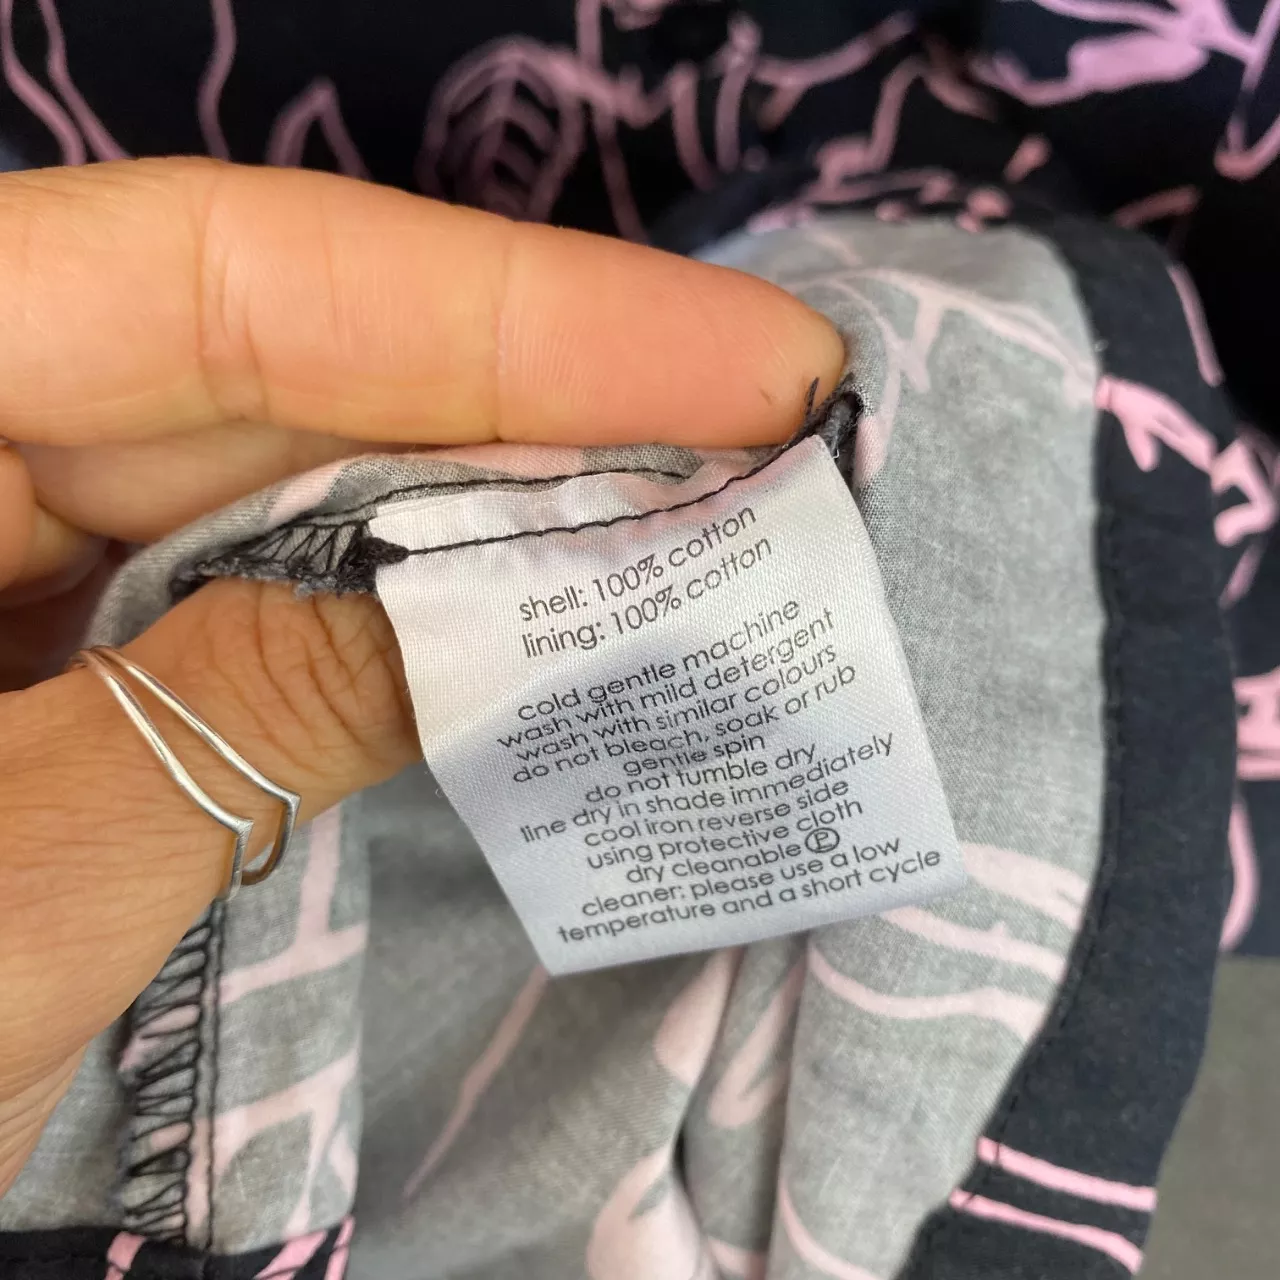 shell: 100% cotton
lining: 100% cotton
cold gentle machine
wash with mild detergent
wash with similar colours
do not bleach, soak or rub
gentle spin
do not tumble dry
line dry in shade immediately
cool iron reverse side
using protective cloth
dry cleanable Ⓟ
cleaner: please use a low
temperature and a short cycle